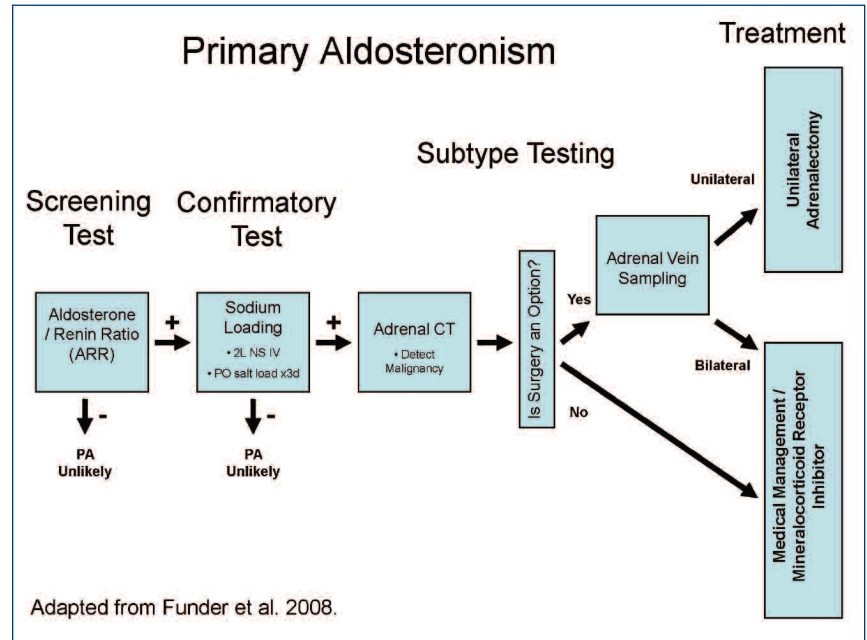 Primary Aldosteronism
Treatment
Subtype Testing
Screening
Test
Confirmatory
Test
Aldosterone
/ Renin Ratio
(ARR)
+
-
PA
Unlikely
Sodium
Loading
• 2L NS IV
• PO salt load x3d
+
-
PA
Unlikely
Adrenal CT
• Detect
Malignancy
Is Surgery an Option?
Yes
No
Adrenal Vein
Sampling
Unilateral
Bilateral
Unilateral
Adrenalectomy
Medical Management /
Mineralocorticoid Receptor
Inhibitor
Adapted from Funder et al. 2008.